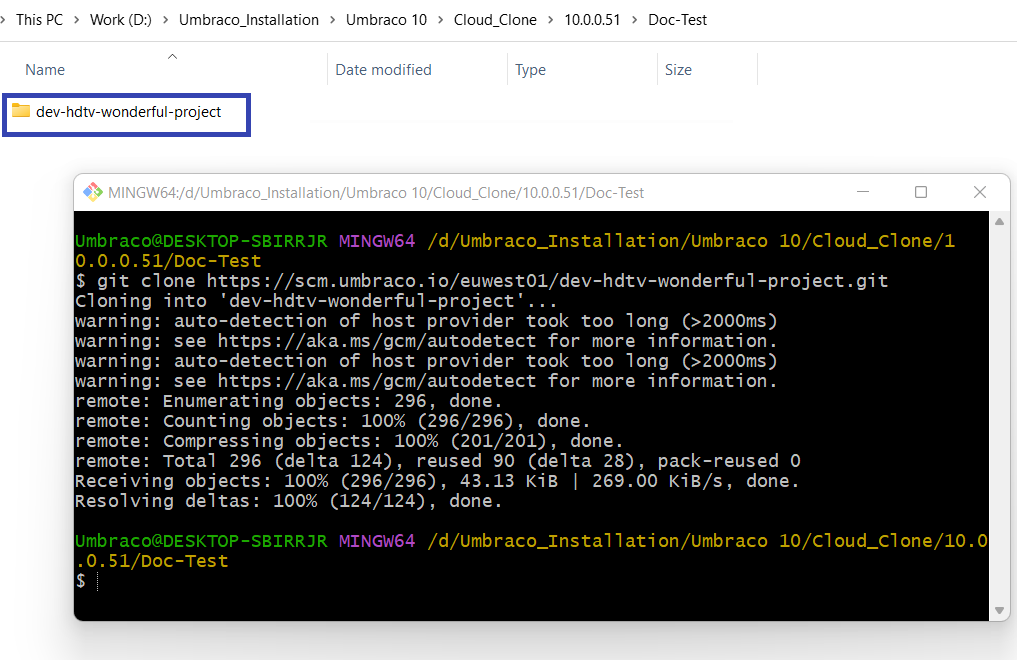 This PC > Work (D:) > Umbraco_Installation > Umbraco 10 > Cloud_Clone > 10.0.0.51 > Doc-Test
Name Date modified Type Size
dev-hdtv-wonderful-project
MINGW64:/d/Umbraco_Installation/Umbraco 10/Cloud_Clone/10.0.0.51/Doc-Test
Umbraco@DESKTOP-SBIRRJR MINGW64 /d/Umbraco_Installation/Umbraco 10/Cloud_Clone/1
0.0.0.51/Doc-Test
$ git clone https://scm.umbraco.io/euwest01/dev-hdtv-wonderful-project.git
Cloning into 'dev-hdtv-wonderful-project'...
warning: auto-detection of host provider took too long (>2000ms)
warning: see https://aka.ms/gcm/autodetect for more information.
warning: auto-detection of host provider took too long (>2000ms)
warning: see https://aka.ms/gcm/autodetect for more information.
remote: Enumerating objects: 296, done.
remote: Counting objects: 100% (296/296), done.
remote: Compressing objects: 100% (201/201), done.
remote: Total 296 (delta 124), reused 90 (delta 28), pack-reused 0
Receiving objects: 100% (296/296), 43.13 KiB | 269.00 KiB/s, done.
Resolving deltas: 100% (124/124), done.
Umbraco@DESKTOP-SBIRRJR MINGW64 /d/Umbraco_Installation/Umbraco 10/Cloud_Clone/10.0
.0.51/Doc-Test
$